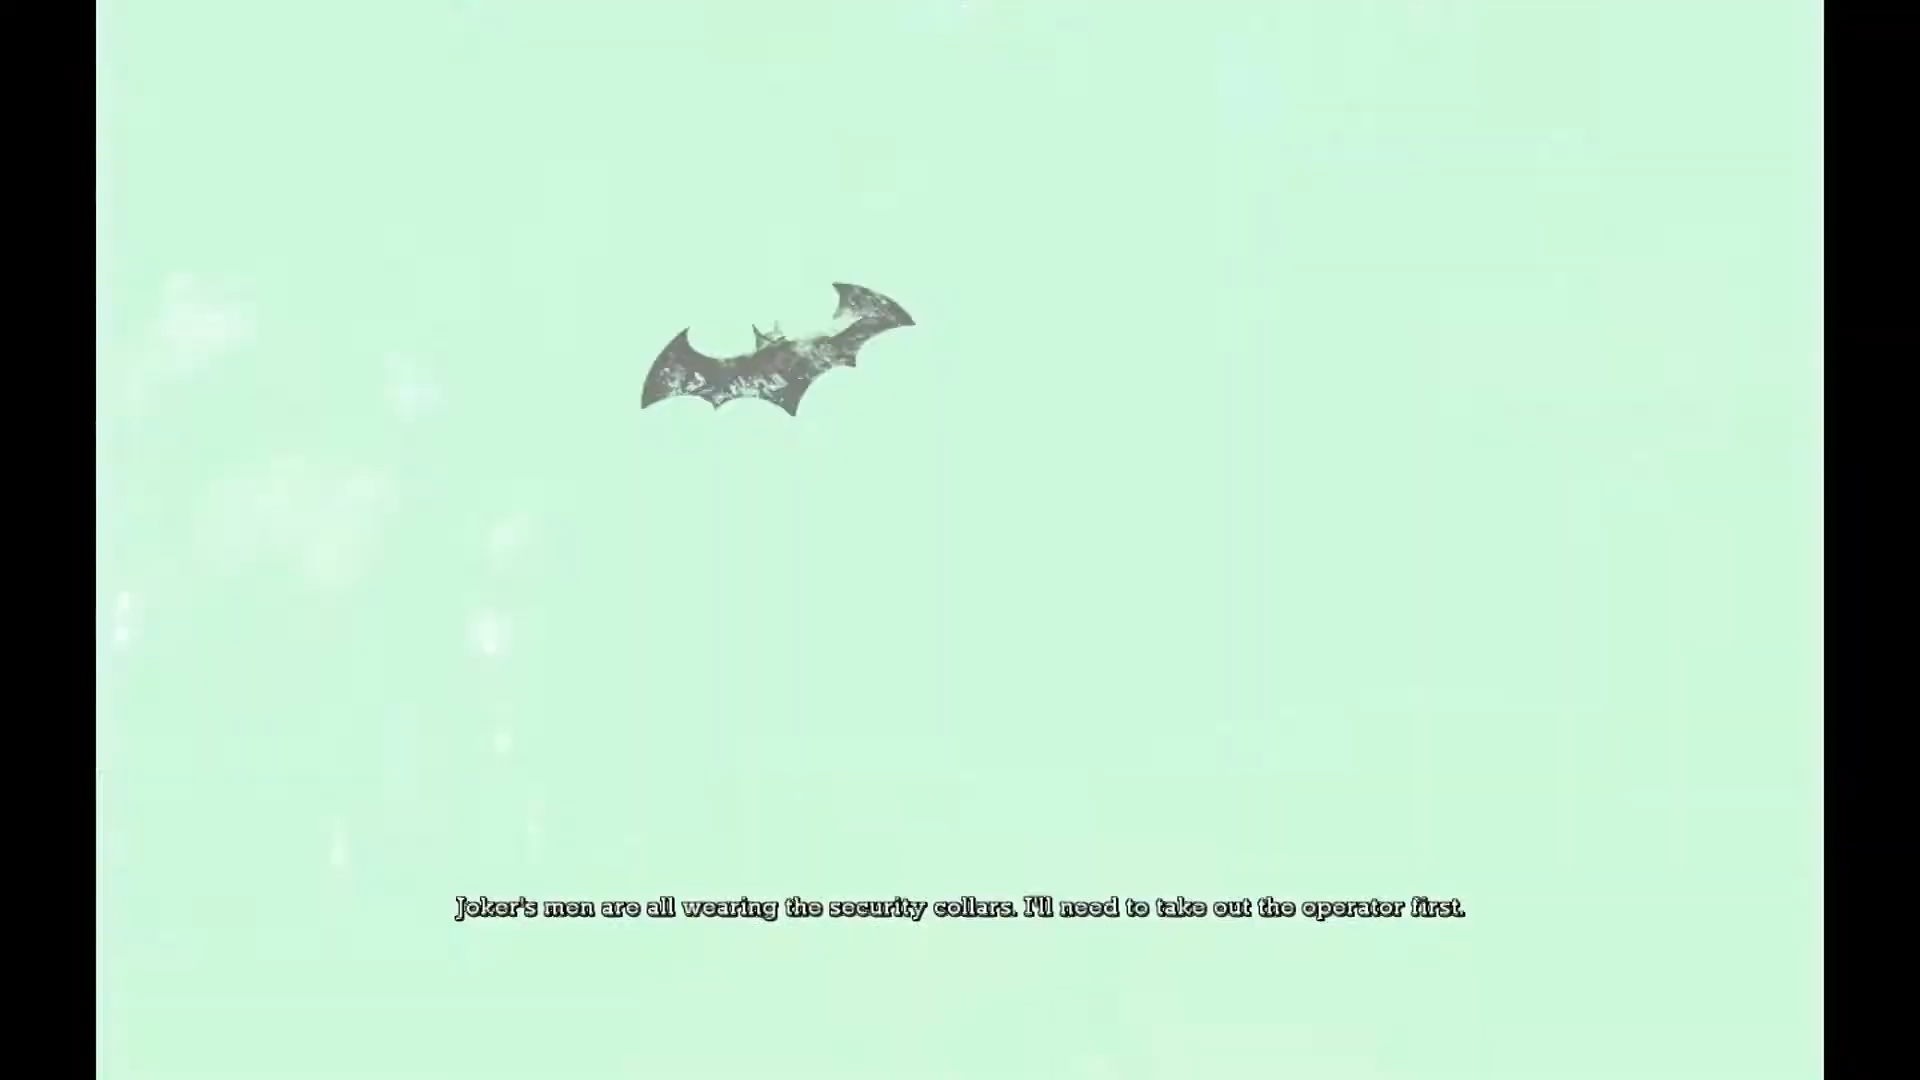 Joker's men are all wearing the security collars. I'll need to take out the operator first.